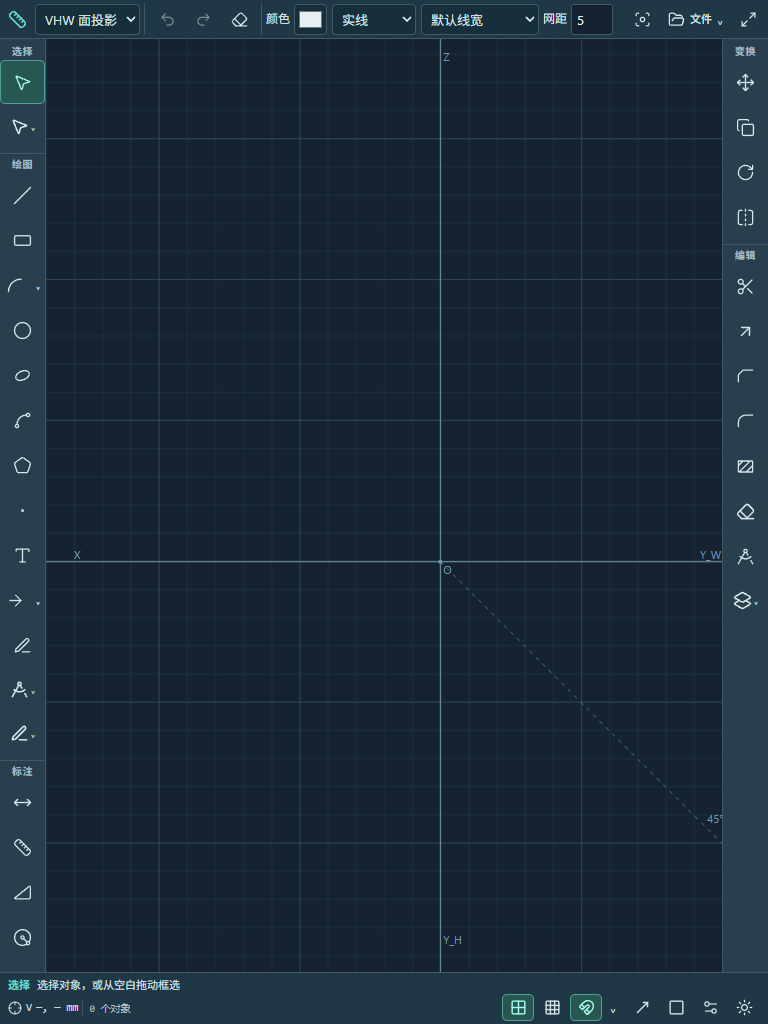 VHW 面投影 颜色 实线 默认线宽 网距 5 文件
选择
绘图
标注
变换
编辑
Z
X
Y_W
O
45°
Y_H
选择 选择对象，或从空白拖动框选
V —, — mm 0 个对象